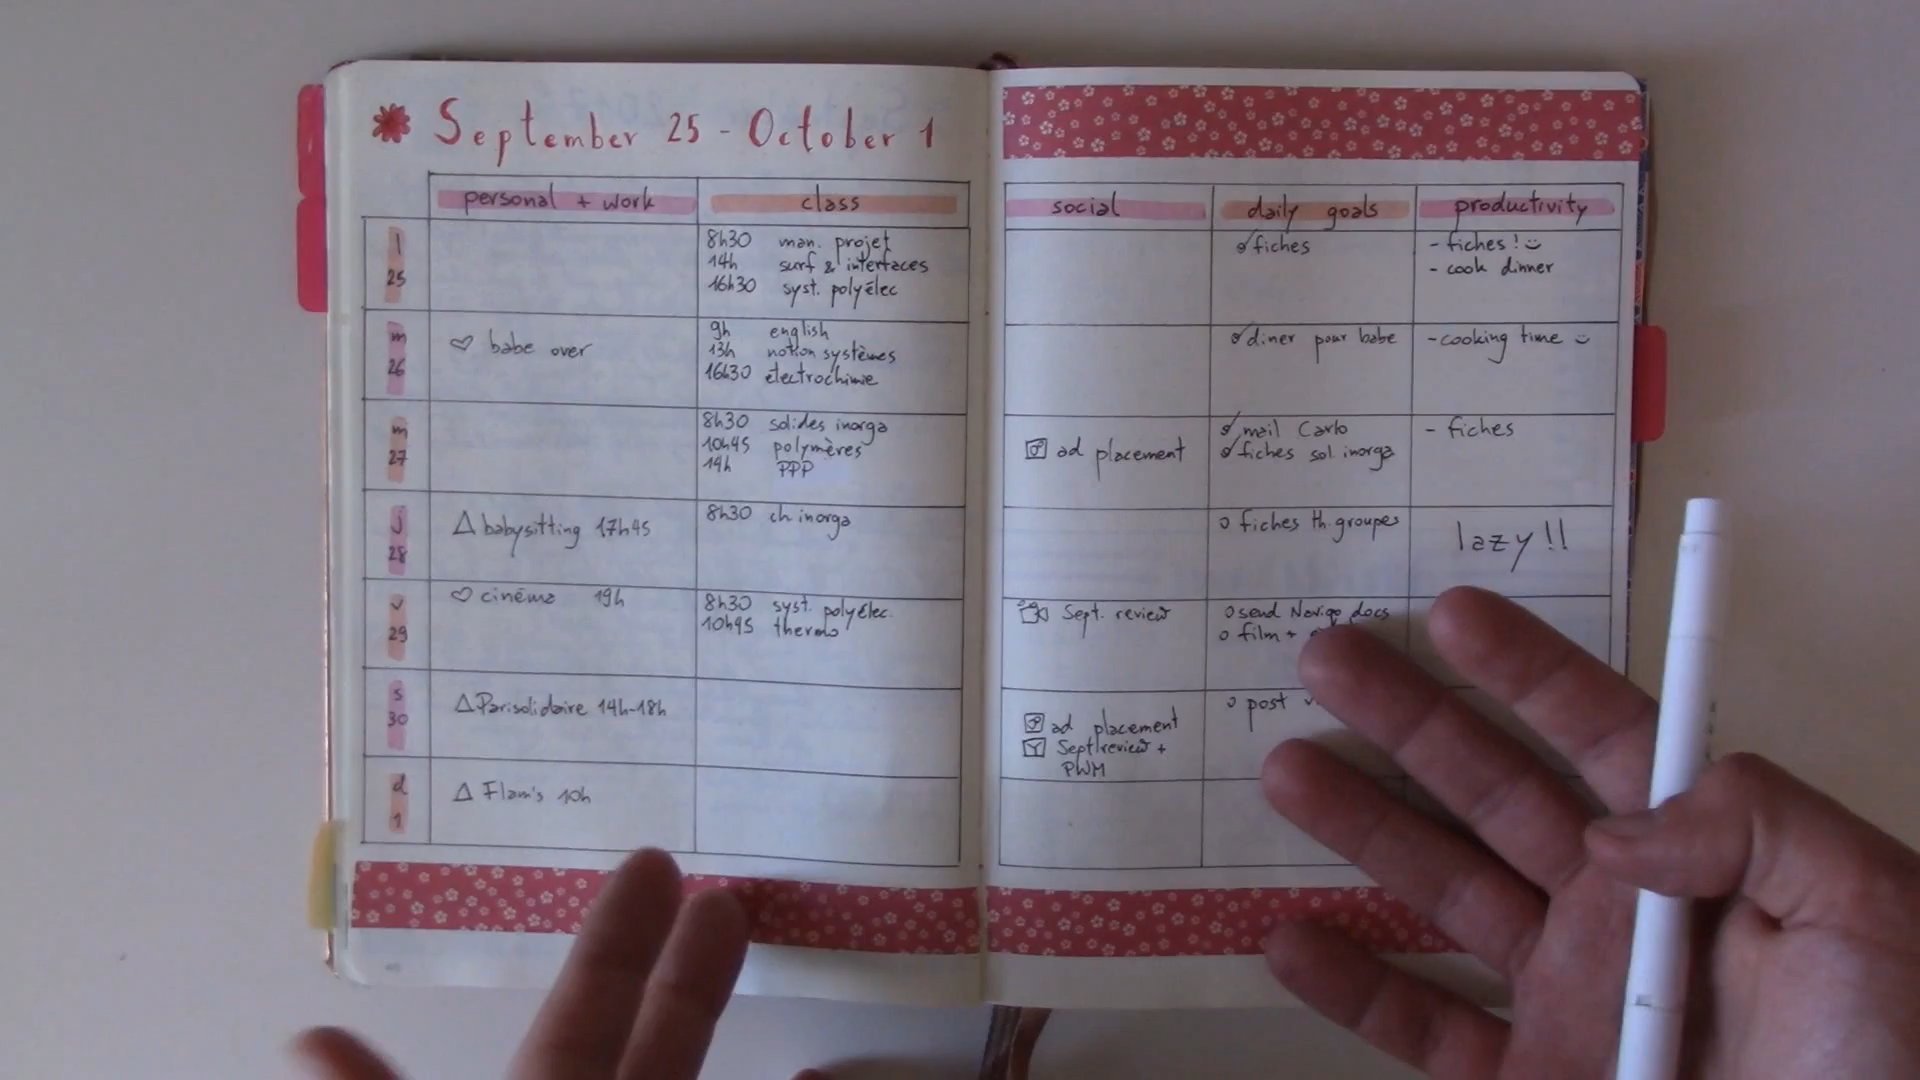 September 25 - October 1
personal + work
class
social
daily goals
productivity
l
25
8h30 man. projet
14h surf & interfaces
16h30 syst. polyélec
fiches
- fiches !
- cook dinner
m
26
babe over
9h english
13h notion systèmes
16h30 électrochimie
diner pour babe
- cooking time
m
27
8h30 solides inorga
10h45 polymères
14h PPP
ad placement
mail Carlo
fiches sol. inorga
- fiches
j
28
babysitting 17h45
8h30 ch. inorga
fiches th. groupes
lazy !!
v
29
cinéma 19h
8h30 syst. polyélec.
10h45 thermo
Sept. review
send Navigo docs
film +
s
30
Parisolidaire 14h-18h
ad placement
Sept review +
PWM
post
d
1
Flam's 10h